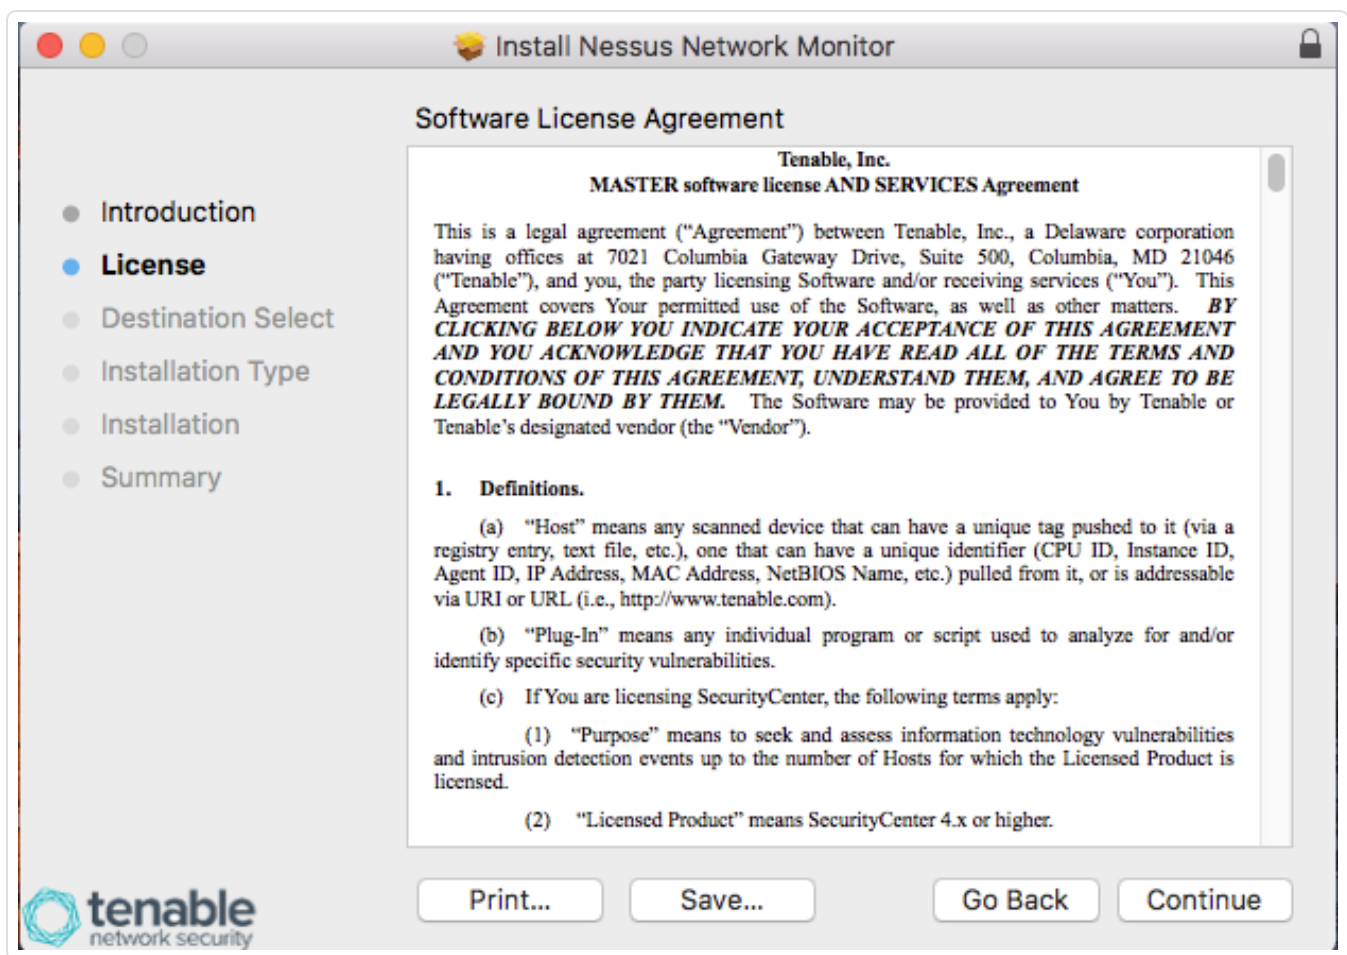 Install Nessus Network Monitor
Software License Agreement
Introduction
License
Destination Select
Installation Type
Installation
Summary
Tenable, Inc.
MASTER software license AND SERVICES Agreement
This is a legal agreement (“Agreement”) between Tenable, Inc., a Delaware corporation
having offices at 7021 Columbia Gateway Drive, Suite 500, Columbia, MD 21046
(“Tenable”), and you, the party licensing Software and/or receiving services (“You”). This
Agreement covers Your permitted use of the Software, as well as other matters. BY
CLICKING BELOW YOU INDICATE YOUR ACCEPTANCE OF THIS AGREEMENT
AND YOU ACKNOWLEDGE THAT YOU HAVE READ ALL OF THE TERMS AND
CONDITIONS OF THIS AGREEMENT, UNDERSTAND THEM, AND AGREE TO BE
LEGALLY BOUND BY THEM. The Software may be provided to You by Tenable or
Tenable’s designated vendor (the “Vendor”).
1. Definitions.
(a) “Host” means any scanned device that can have a unique tag pushed to it (via a
registry entry, text file, etc.), one that can have a unique identifier (CPU ID, Instance ID,
Agent ID, IP Address, MAC Address, NetBIOS Name, etc.) pulled from it, or is addressable
via URI or URL (i.e., http://www.tenable.com).
(b) “Plug-In” means any individual program or script used to analyze for and/or
identify specific security vulnerabilities.
(c) If You are licensing SecurityCenter, the following terms apply:
(1) “Purpose” means to seek and assess information technology vulnerabilities
and intrusion detection events up to the number of Hosts for which the Licensed Product is
licensed.
(2) “Licensed Product” means SecurityCenter 4.x or higher.
tenable
network security
Print...
Save...
Go Back
Continue